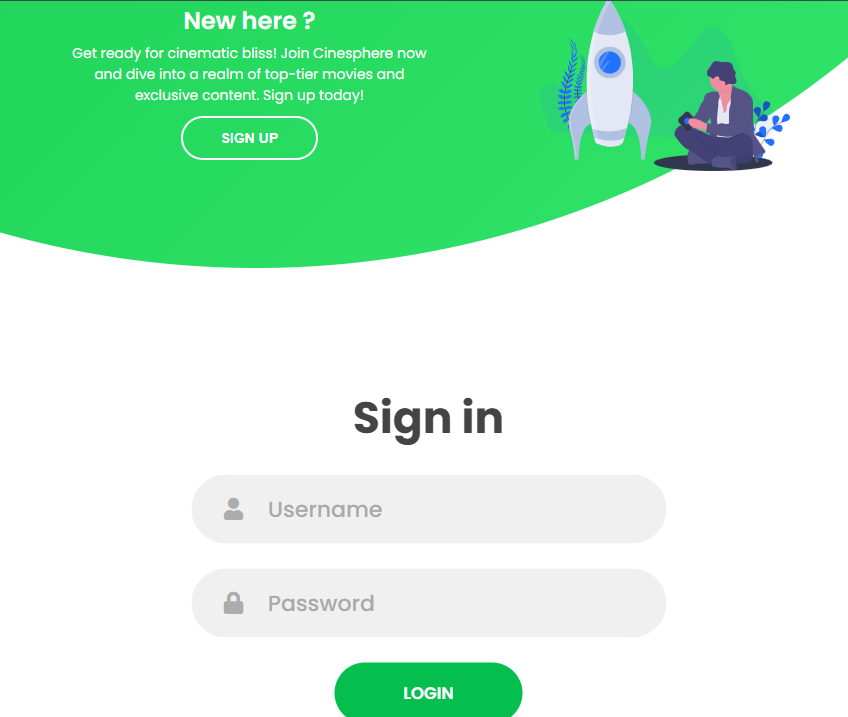 New here ?
Get ready for cinematic bliss! Join Cinesphere now
and dive into a realm of top-tier movies and
exclusive content. Sign up today!
SIGN UP
Sign in
Username
Password
LOGIN